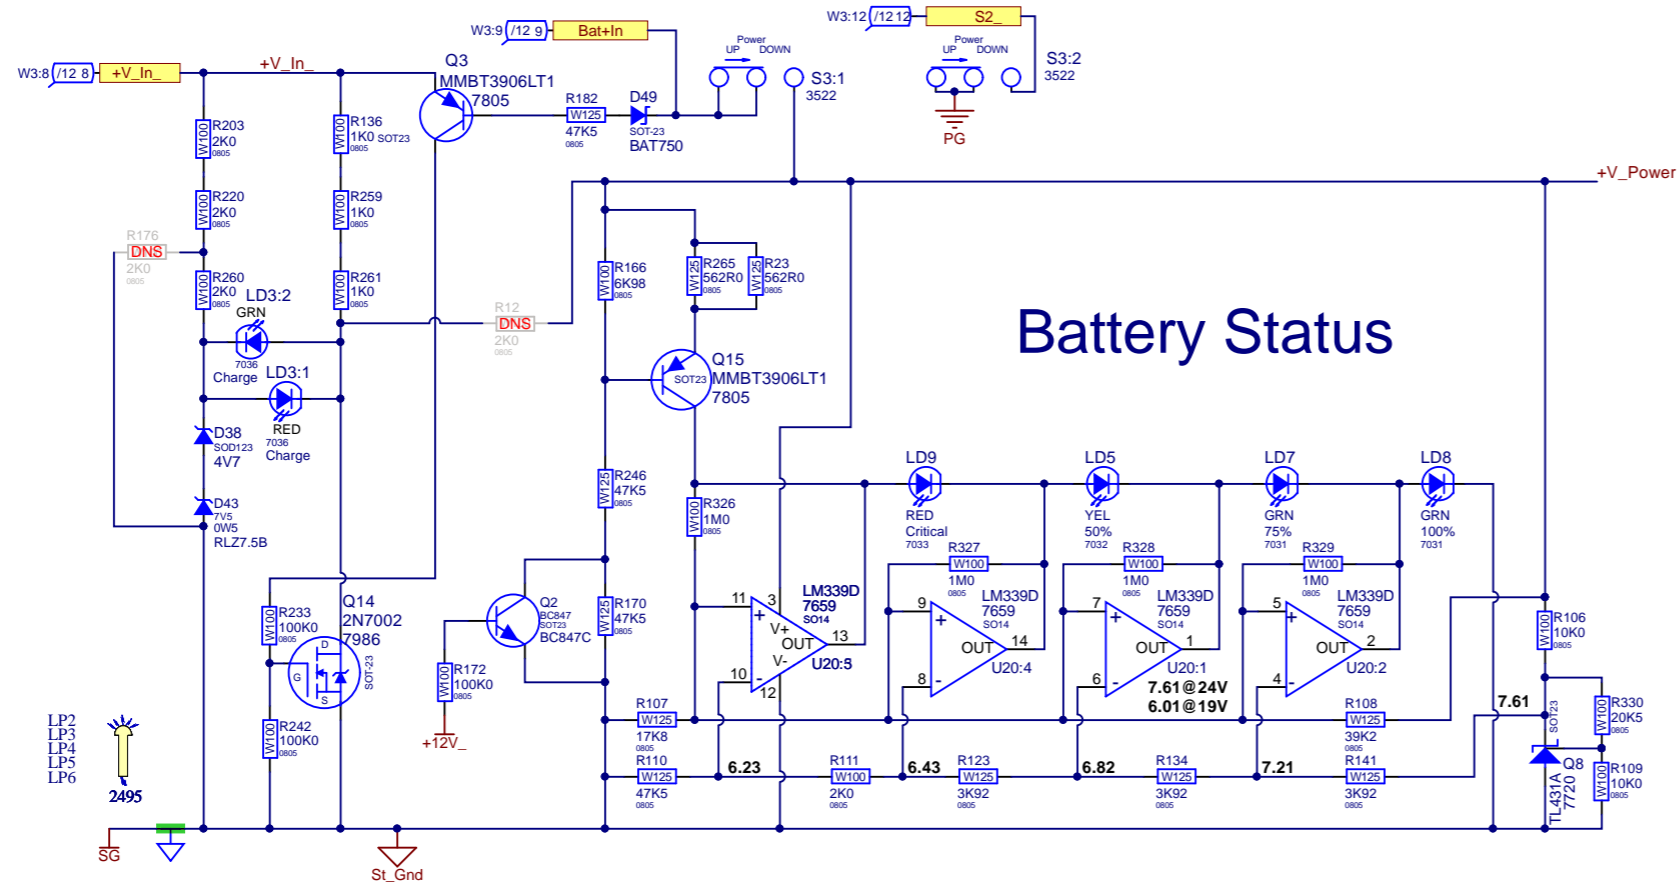 W3:8 /12 8 +V_In_
+V_In_
W3:9 /12 9 Bat+In
W3:12 /12 12 S2_
Q3
MMBT3906LT1
7805
SOT23
R182
W125
47K5
0805
D49
SOT-23
BAT750
Power
UP DOWN
S3:1
3522
Power
UP DOWN
S3:2
3522
PG
+V_Power
R203
W100
2K0
0805
R136
W100
1K0
0805
R220
W100
2K0
0805
R259
W100
1K0
0805
R176
DNS
2K0
0805
R260
W100
2K0
0805
R261
W100
1K0
0805
LD3:2
GRN
7036
Charge
LD3:1
RED
7036
Charge
R12
DNS
2K0
0805
R166
W100
6K98
0805
R265
W125
562R0
0805
R23
W125
562R0
0805
Battery Status
Q15
SOT23
MMBT3906LT1
7805
D38
SOD123
4V7
D43
7V5
0W5
RLZ7.5B
R246
W125
47K5
0805
R326
W100
1M0
0805
LD9
RED
Critical
7033
LD5
YEL
50%
7032
LD7
GRN
75%
7031
LD8
GRN
100%
7031
R327
W100
1M0
0805
R328
W100
1M0
0805
R329
W100
1M0
0805
R233
W100
100K0
0805
Q14
2N7002
7986
SOT-23
D
G
S
Q2
BC847
SOT23
BC847C
R170
W125
47K5
0805
R172
W100
100K0
0805
+12V_
LM339D
7659
SO14
11
+
3
V+
OUT
13
V-
10
-
12
U20:3
LM339D
7659
SO14
9
+
OUT
14
8
-
U20:4
LM339D
7659
SO14
7
+
OUT
1
6
-
U20:1
7.61@24V
6.01@19V
LM339D
7659
SO14
5
+
OUT
2
4
-
U20:2
R106
W100
10K0
0805
R242
W100
100K0
0805
R107
W125
17K8
0805
R108
W125
39K2
0805
7.61
SOT23
R330
W100
20K5
0805
R110
W125
47K5
0805
6.23
R111
W100
2K0
0805
6.43
R123
W125
3K92
0805
6.82
R134
W125
3K92
0805
7.21
R141
W125
3K92
0805
Q8
TL431A
7720
R109
W100
10K0
0805
LP2
LP3
LP4
LP5
LP6
2495
SG
St_Gnd